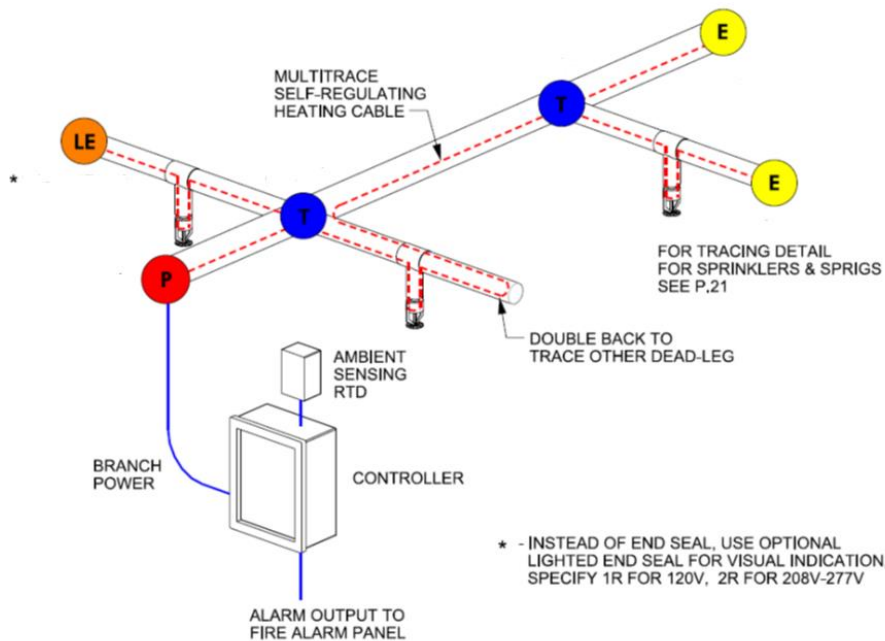 E
MULTITRACE
SELF-REGULATING
HEATING CABLE
T
LE
*
E
T
P
FOR TRACING DETAIL
FOR SPRINKLERS & SPRIGS
SEE P.21
DOUBLE BACK TO
TRACE OTHER DEAD-LEG
AMBIENT
SENSING
RTD
BRANCH
POWER
CONTROLLER
* - INSTEAD OF END SEAL, USE OPTIONAL
LIGHTED END SEAL FOR VISUAL INDICATION
SPECIFY 1R FOR 120V, 2R FOR 208V-277V
ALARM OUTPUT TO
FIRE ALARM PANEL